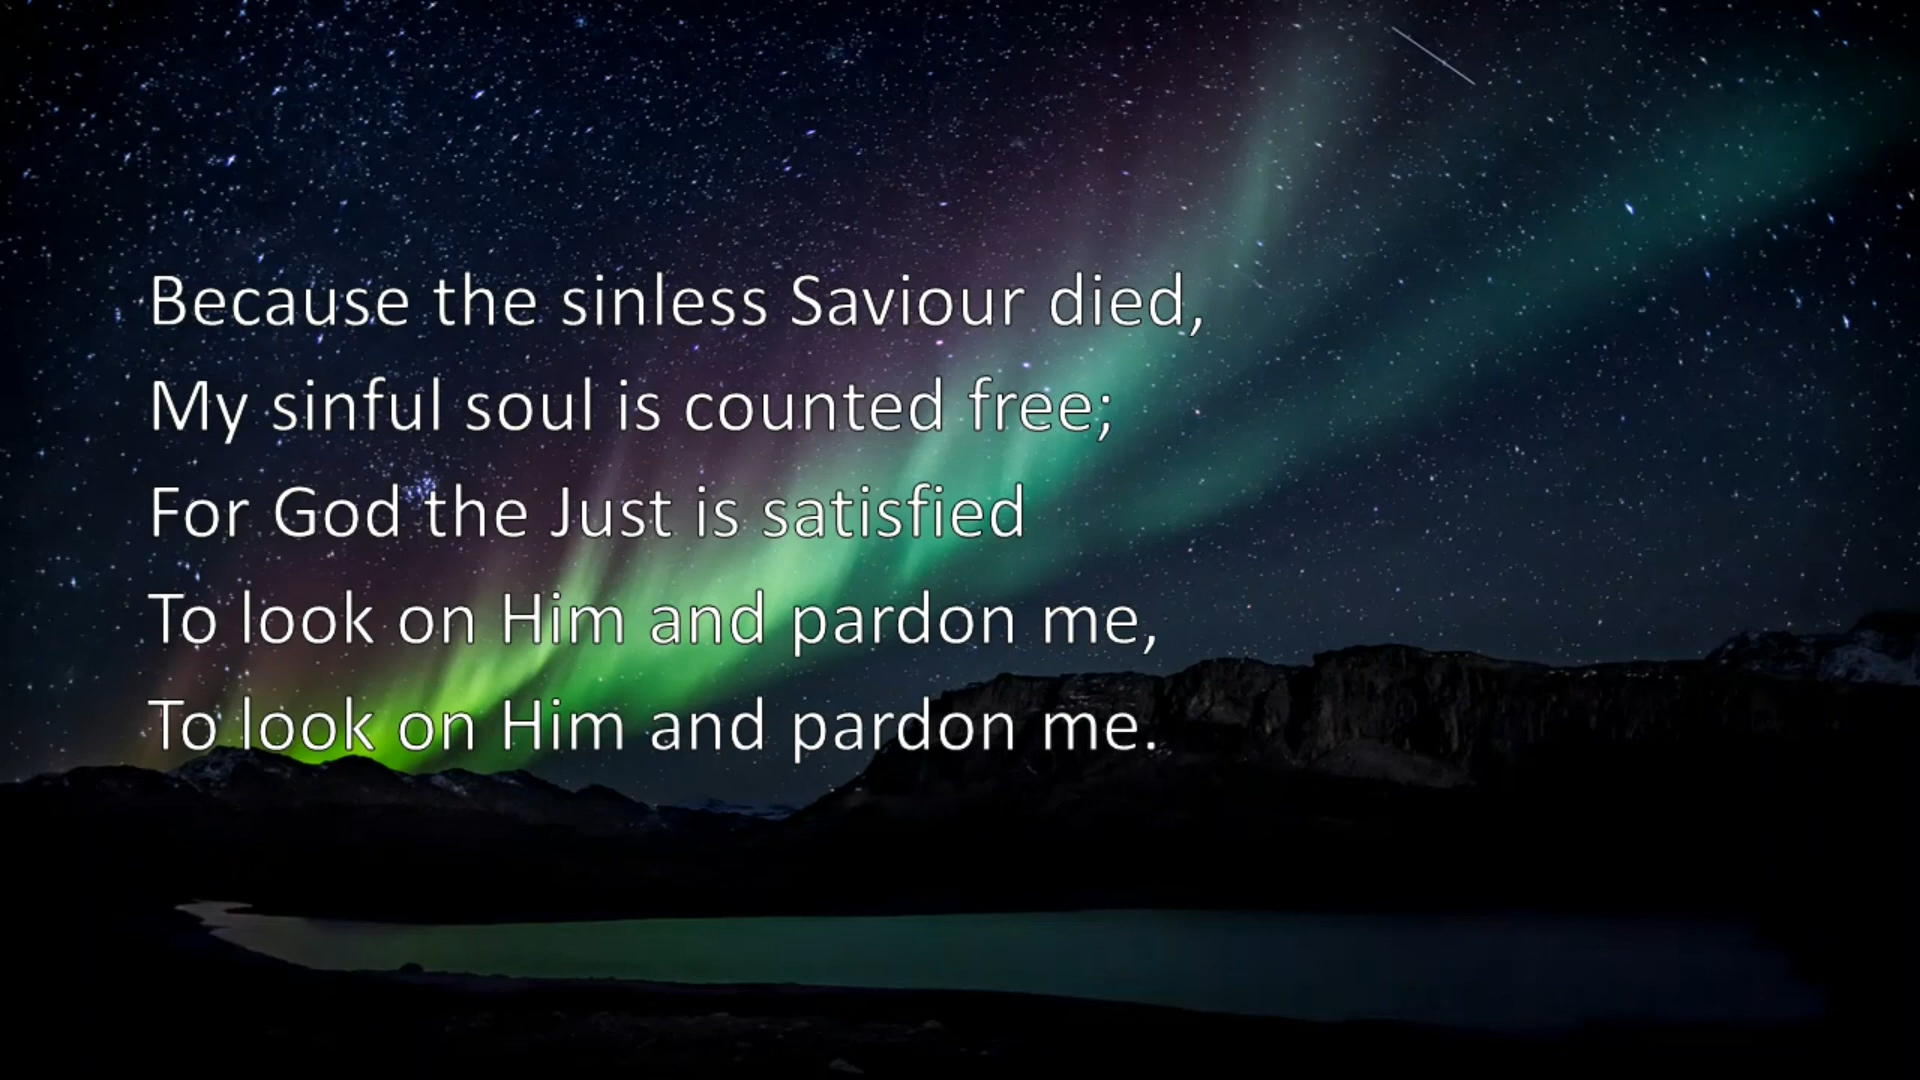 Because the sinless Saviour died,
My sinful soul is counted free;
For God the Just is satisfied
To look on Him and pardon me,
To look on Him and pardon me.